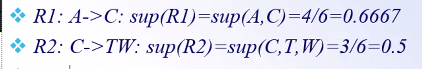 R1: A->C: sup(R1)=sup(A,C)=4/6=0.6667
R2: C->TW: sup(R2)=sup(C,T,W)=3/6=0.5